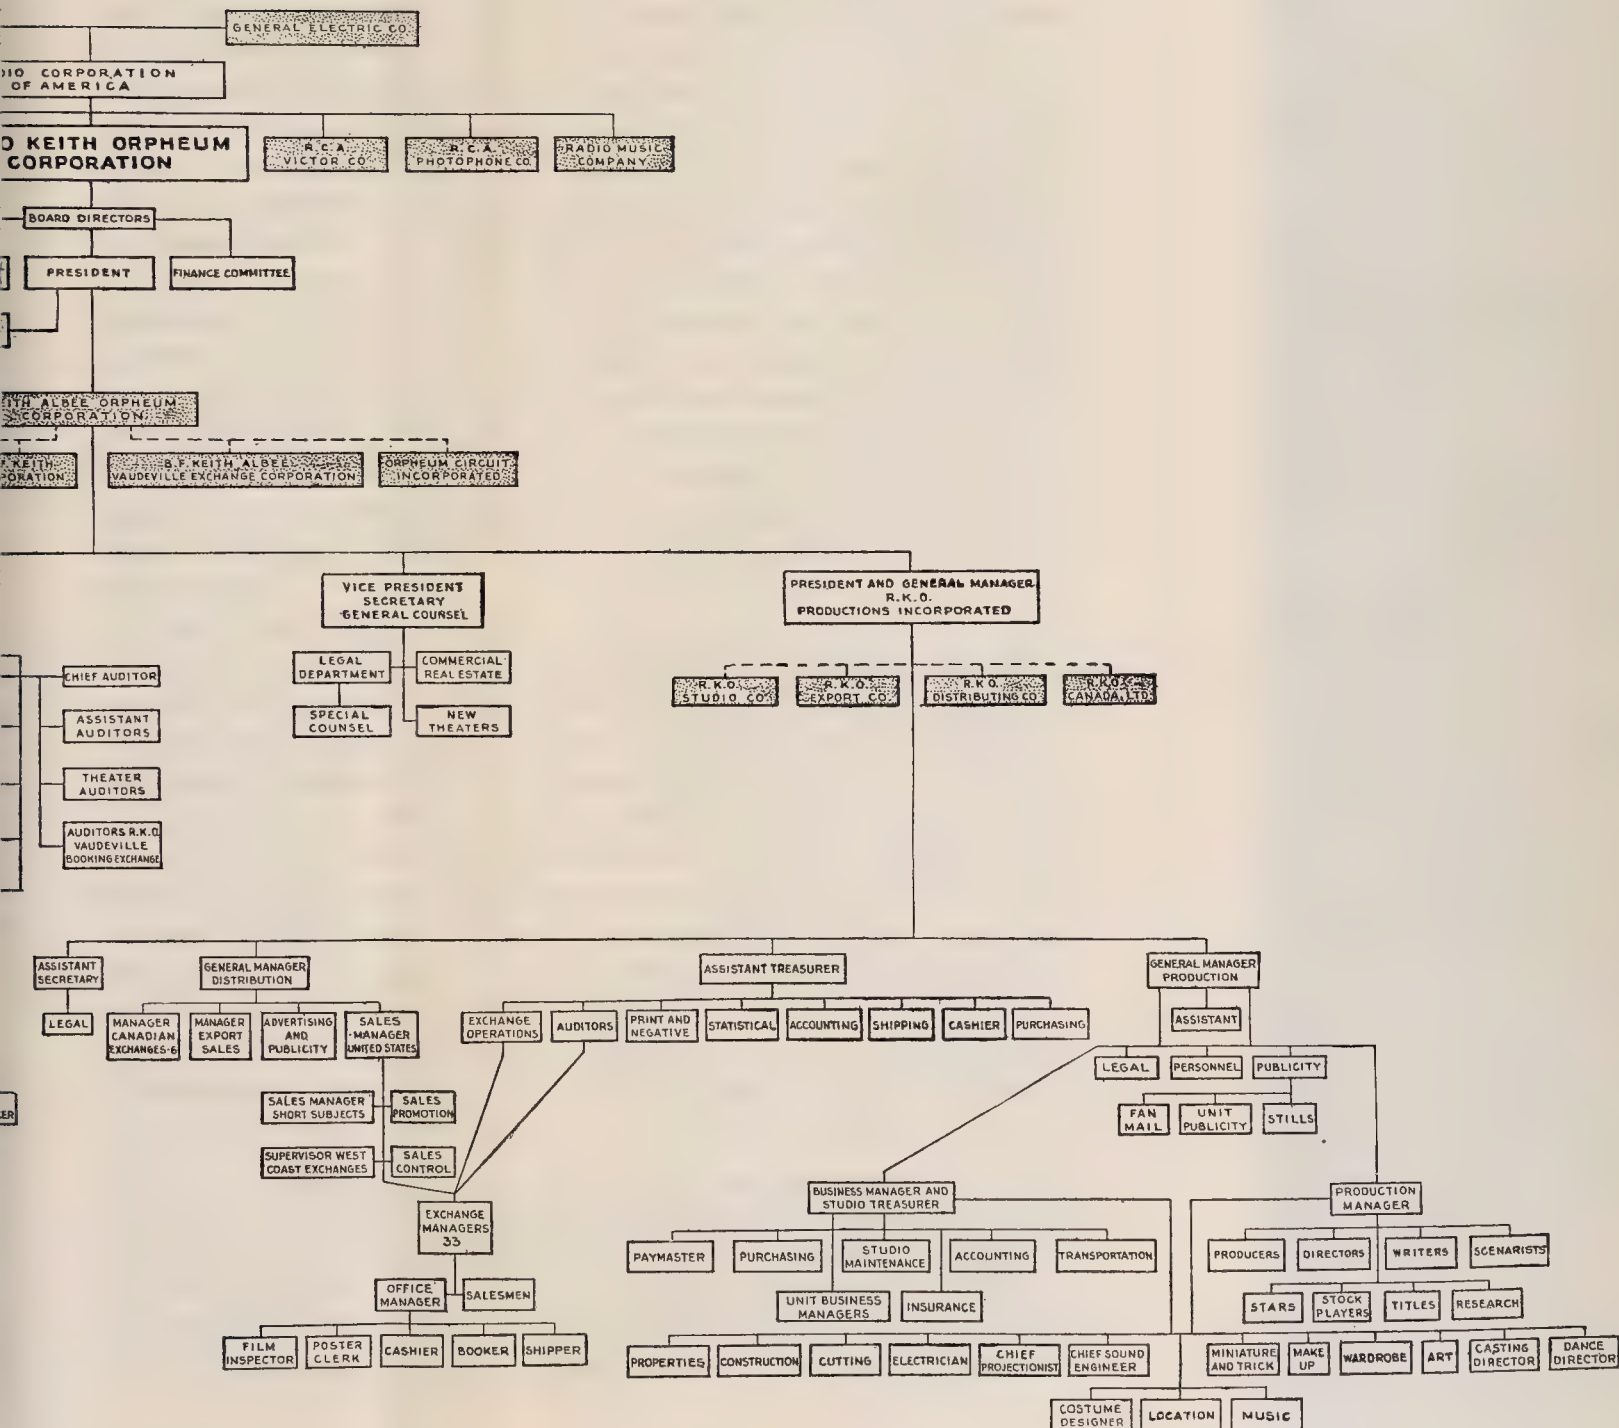 GENERAL ELECTRIC CO.
DIO CORPORATION
OF AMERICA
O KEITH ORPHEUM
CORPORATION
R.C.A.
VICTOR CO.
R.C.A.
PHOTOPHONE CO.
RADIO MUSIC
COMPANY
BOARD DIRECTORS
PRESIDENT
FINANCE COMMITTEE
ITH ALBEE ORPHEUM
CORPORATION
F. KEITH
PORATION
B.F. KEITH ALBEE
VAUDEVILLE EXCHANGE CORPORATION
ORPHEUM CIRCUIT
INCORPORATED
VICE PRESIDENT
SECRETARY
GENERAL COUNSEL
PRESIDENT AND GENERAL MANAGER
R.K.O.
PRODUCTIONS INCORPORATED
LEGAL
DEPARTMENT
COMMERCIAL
REAL ESTATE
SPECIAL
COUNSEL
NEW
THEATERS
R.K.O.
STUDIO CO.
R.K.O.
EXPORT CO.
R.K.O.
DISTRIBUTING CO.
R.K.O.
CANADA, LTD.
CHIEF AUDITOR
ASSISTANT
AUDITORS
THEATER
AUDITORS
AUDITORS R.K.O.
VAUDEVILLE
BOOKING EXCHANGE
ASSISTANT
SECRETARY
GENERAL MANAGER
DISTRIBUTION
ASSISTANT TREASURER
GENERAL MANAGER
PRODUCTION
LEGAL
MANAGER
CANADIAN
EXCHANGES-6
MANAGER
EXPORT
SALES
ADVERTISING
AND
PUBLICITY
SALES
MANAGER
UNITED STATES
EXCHANGE
OPERATIONS
AUDITORS
PRINT AND
NEGATIVE
STATISTICAL
ACCOUNTING
SHIPPING
CASHIER
PURCHASING
ASSISTANT
LEGAL
PERSONNEL
PUBLICITY
FAN
MAIL
UNIT
PUBLICITY
STILLS
ER
SALES MANAGER
SHORT SUBJECTS
SALES
PROMOTION
SUPERVISOR WEST
COAST EXCHANGES
SALES
CONTROL
EXCHANGE
MANAGERS
33
OFFICE
MANAGER
SALESMEN
FILM
INSPECTOR
POSTER
CLERK
CASHIER
BOOKER
SHIPPER
BUSINESS MANAGER AND
STUDIO TREASURER
PRODUCTION
MANAGER
PAYMASTER
PURCHASING
STUDIO
MAINTENANCE
ACCOUNTING
TRANSPORTATION
UNIT BUSINESS
MANAGERS
INSURANCE
PRODUCERS
DIRECTORS
WRITERS
SCENARISTS
STARS
STOCK
PLAYERS
TITLES
RESEARCH
PROPERTIES
CONSTRUCTION
CUTTING
ELECTRICIAN
CHIEF
PROJECTIONIST
CHIEF SOUND
ENGINEER
MINIATURE
AND TRICK
MAKE
UP
WARDROBE
ART
CASTING
DIRECTOR
DANCE
DIRECTOR
COSTUME
DESIGNER
LOCATION
MUSIC